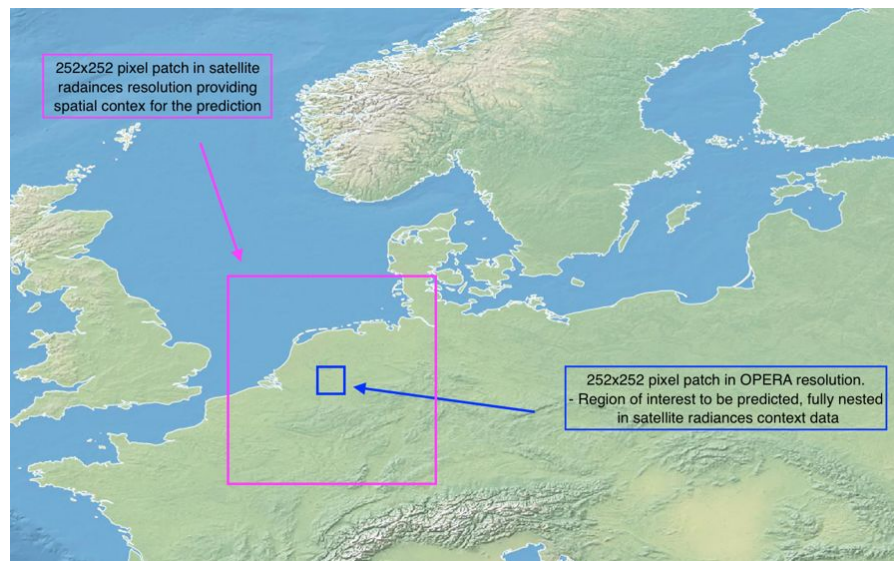 252x252 pixel patch in satellite
radainces resolution providing
spatial contex for the prediction
252x252 pixel patch in OPERA resolution.
- Region of interest to be predicted, fully nested
in satellite radiances context data